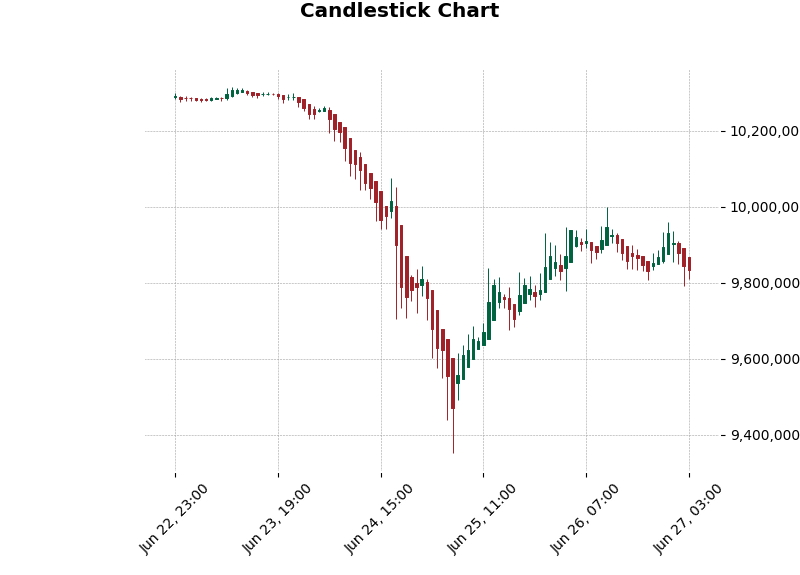 Candlestick Chart
10,200,00
10,000,00
9,800,000
9,600,000
9,400,000
Jun 22, 23:00
Jun 23, 19:00
Jun 24, 15:00
Jun 25, 11:00
Jun 26, 07:00
Jun 27, 03:00